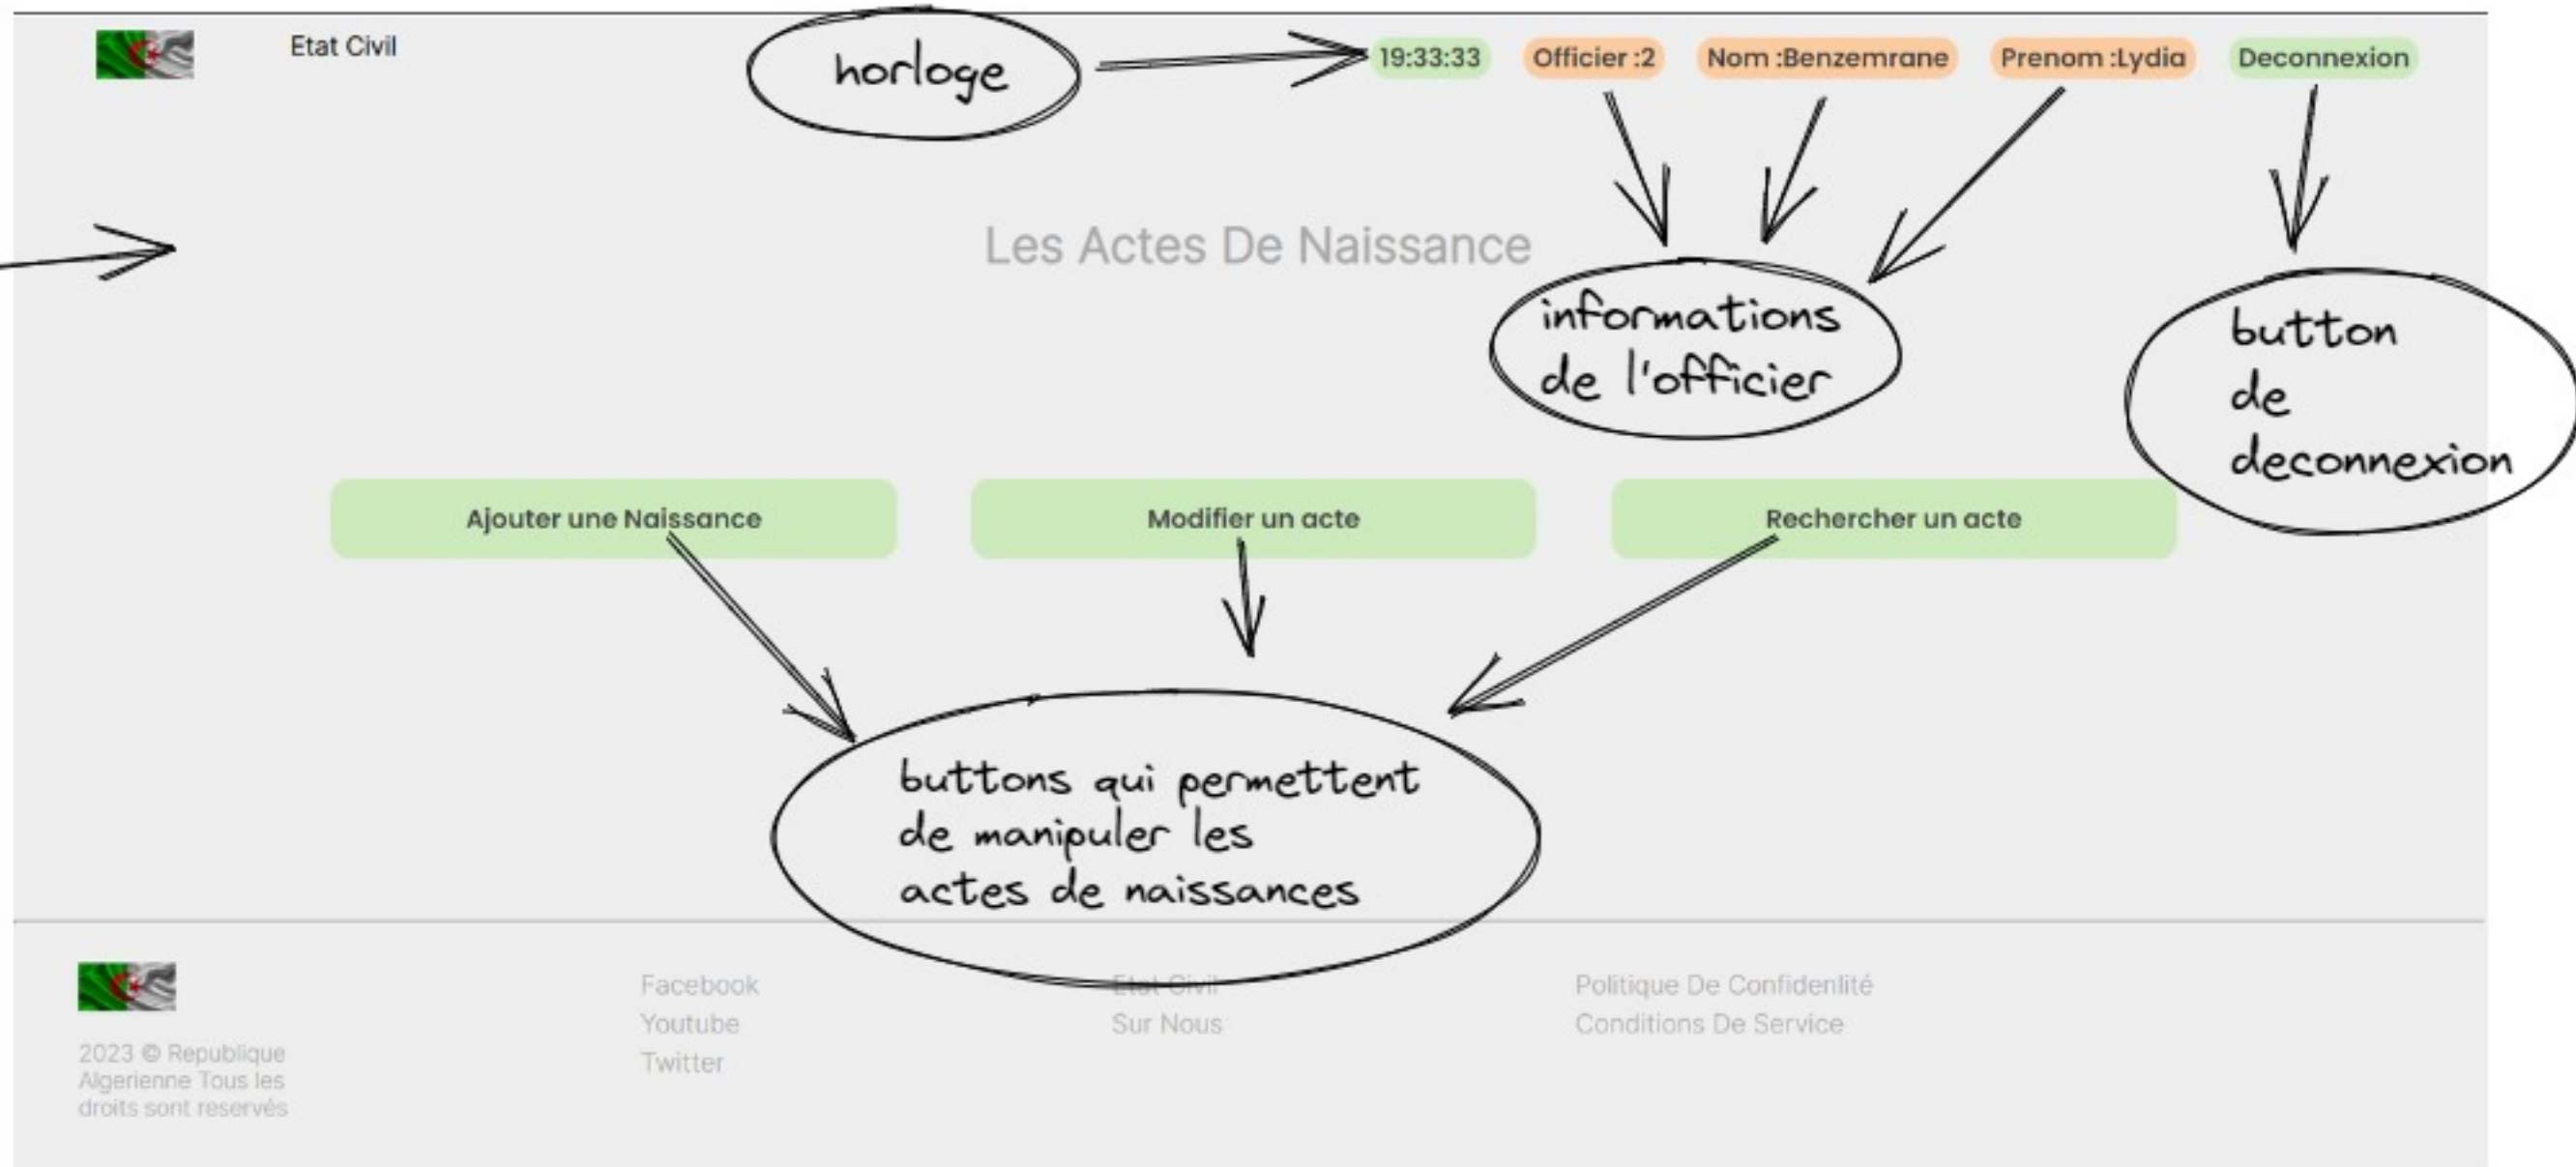 Etat Civil
horloge
19:33:33
Officier :2
Nom :Benzemrane
Prenom :Lydia
Deconnexion
Les Actes De Naissance
informations
de l'officier
button
de
deconnexion
Ajouter une Naissance
Modifier un acte
Rechercher un acte
buttons qui permettent
de manipuler les
actes de naissances
2023 © Republique
Algerienne Tous les
droits sont reservés
Facebook
Youtube
Twitter
Etat Civil
Sur Nous
Politique De Confidenlité
Conditions De Service